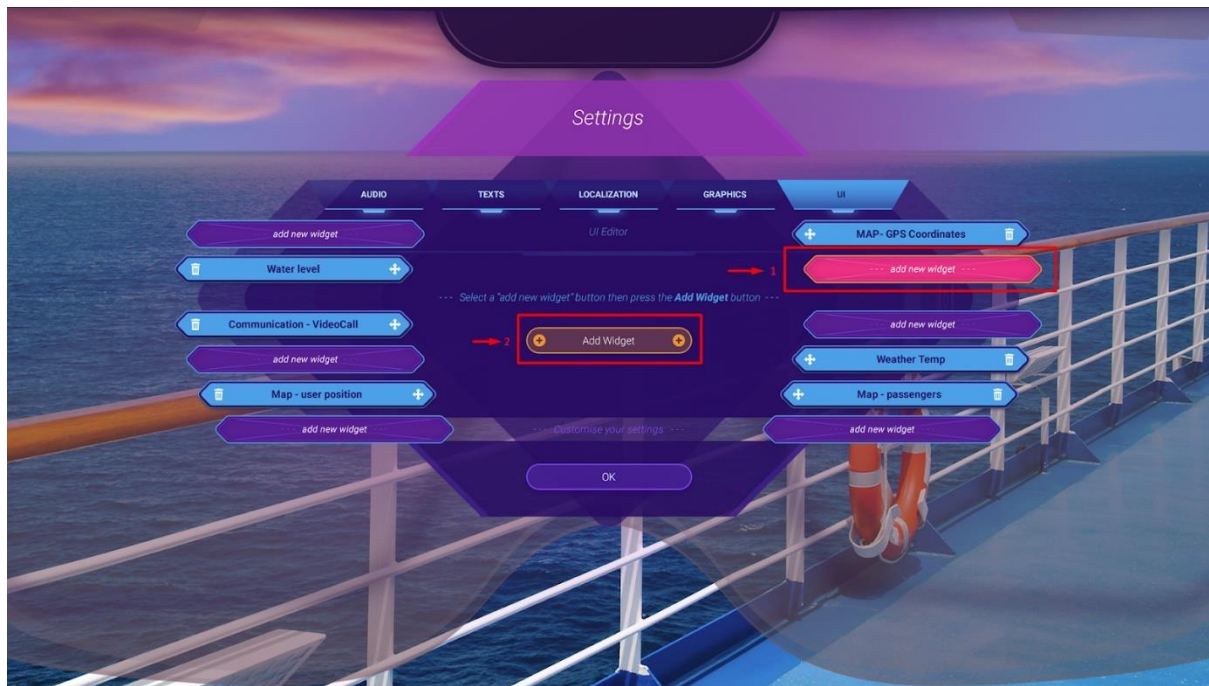 Settings
AUDIO
TEXTS
LOCALIZATION
GRAPHICS
UI
add new widget
UI Editor
MAP- GPS Coordinates
Water level
1
--- add new widget ---
--- Select a "add new widget" button then press the Add Widget button ---
Communication - VideoCall
add new widget
2
Add Widget
add new widget
Weather Temp
Map - user position
Map - passengers
add new widget
--- Customise your settings ---
add new widget
OK